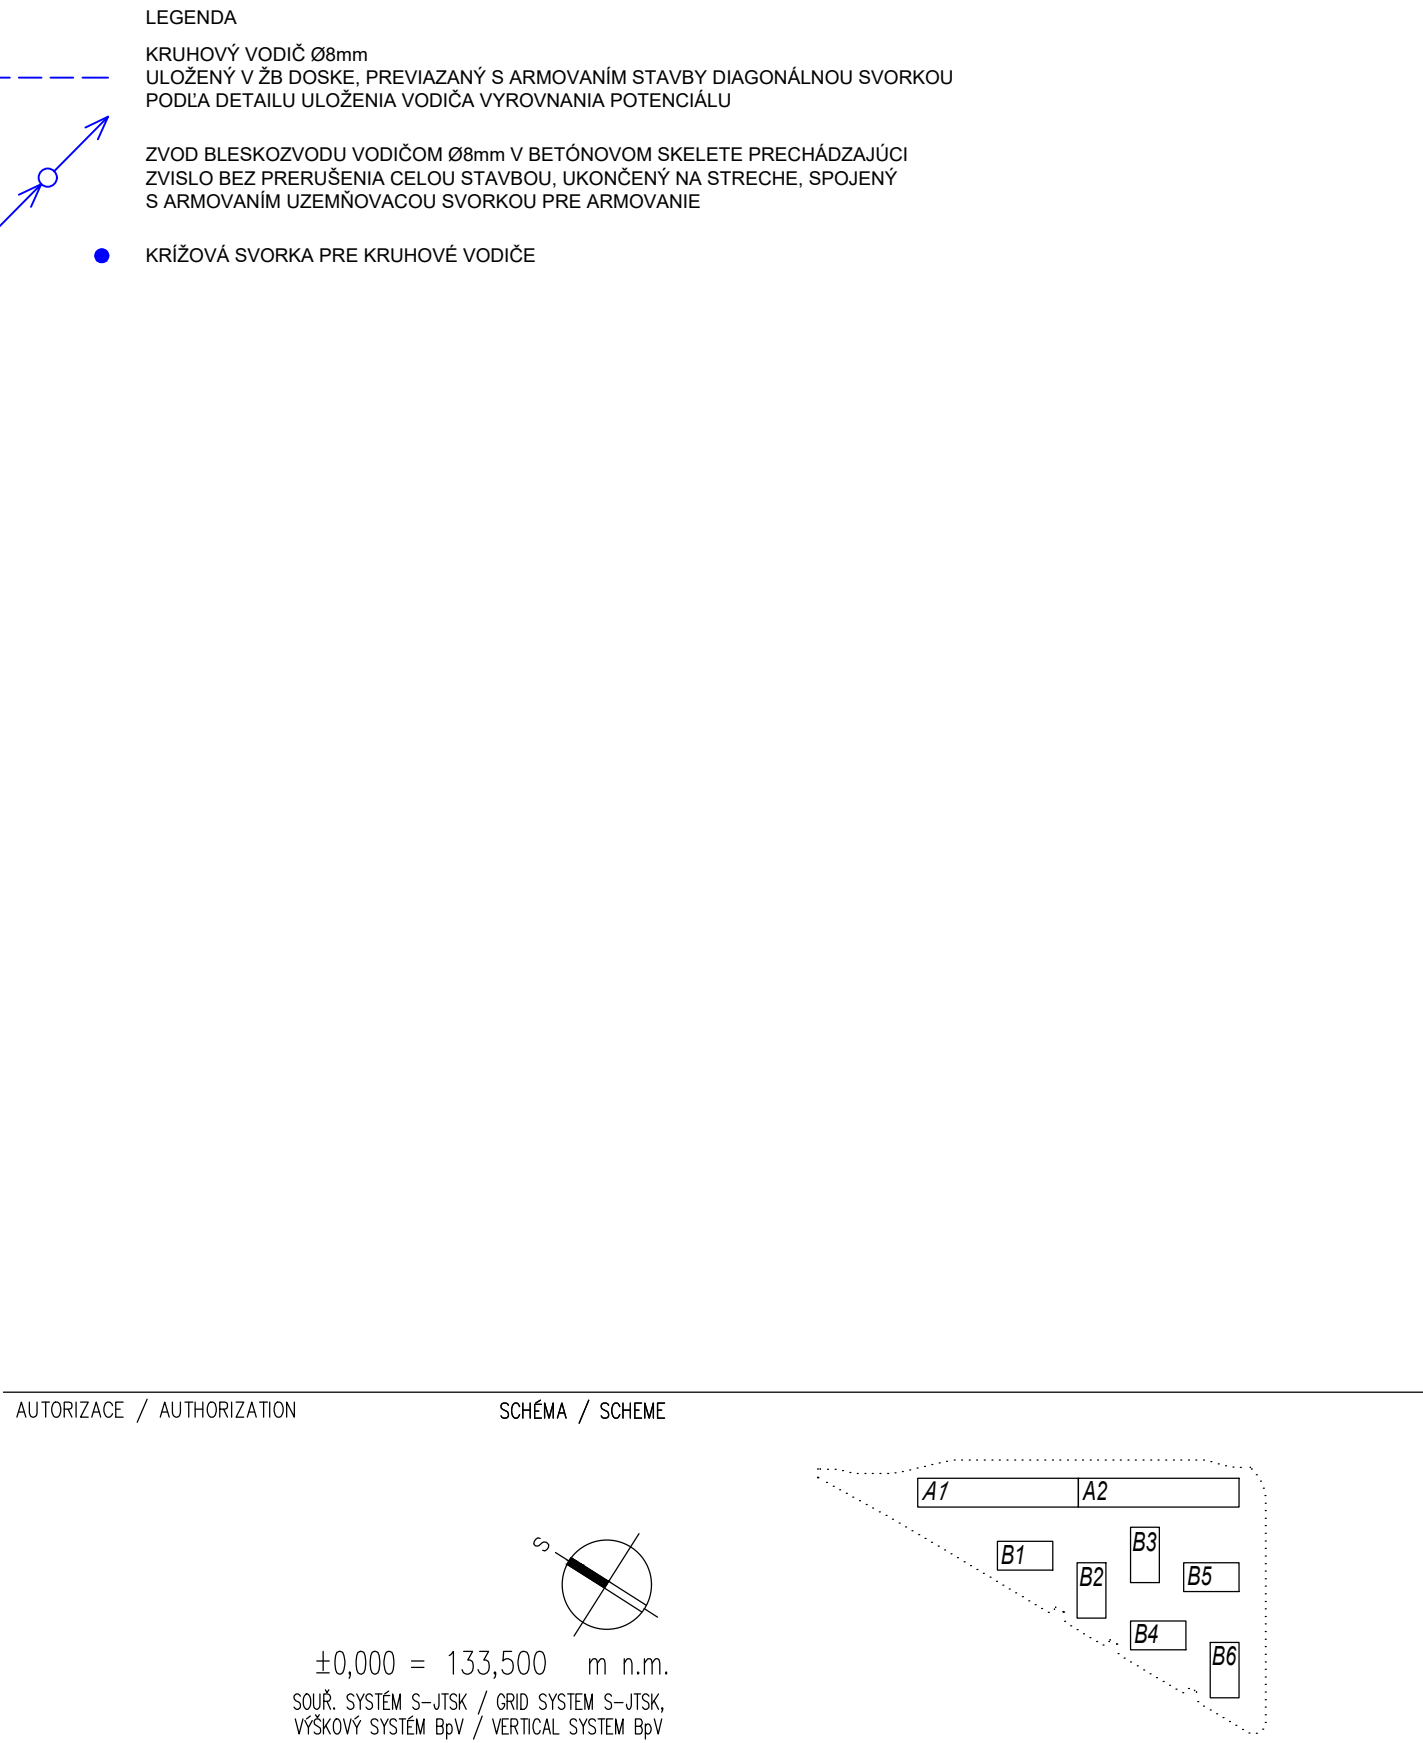 LEGENDA
KRUHOVÝ VODIČ Ø8mm
ULOŽENÝ V ŽB DOSKE, PREVIAZANÝ S ARMOVANÍM STAVBY DIAGONÁLNOU SVORKOU
PODĽA DETAILU ULOŽENIA VODIČA VYROVNANIA POTENCIÁLU
ZVOD BLESKOZVODU VODIČOM Ø8mm V BETÓNOVOM SKELETE PRECHÁDZAJÚCI
ZVISLO BEZ PRERUŠENIA CELOU STAVBOU, UKONČENÝ NA STRECHE, SPOJENÝ
S ARMOVANÍM UZEMŇOVACOU SVORKOU PRE ARMOVANIE
KRÍŽOVÁ SVORKA PRE KRUHOVÉ VODIČE
AUTORIZACE / AUTHORIZATION
SCHÉMA / SCHEME
A1
A2
B1
B2
B3
B5
B4
B6
S
±0,000 = 133,500 m n.m.
SOUŘ. SYSTÉM S-JTSK / GRID SYSTEM S-JTSK,
VÝŠKOVÝ SYSTÉM BpV / VERTICAL SYSTEM BpV